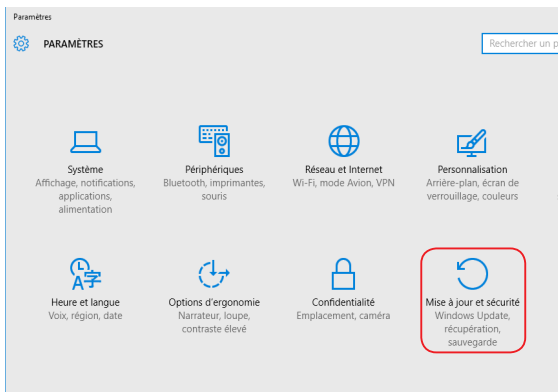 Paramètres
PARAMÈTRES
Rechercher un p
Système
Affichage, notifications,
applications,
alimentation
Périphériques
Bluetooth, imprimantes,
souris
Réseau et Internet
Wi-Fi, mode Avion, VPN
Personnalisation
Arrière-plan, écran de
verrouillage, couleurs
Heure et langue
Voix, région, date
Options d'ergonomie
Narrateur, loupe,
contraste élevé
Confidentialité
Emplacement, caméra
Mise à jour et sécurité
Windows Update,
récupération,
sauvegarde